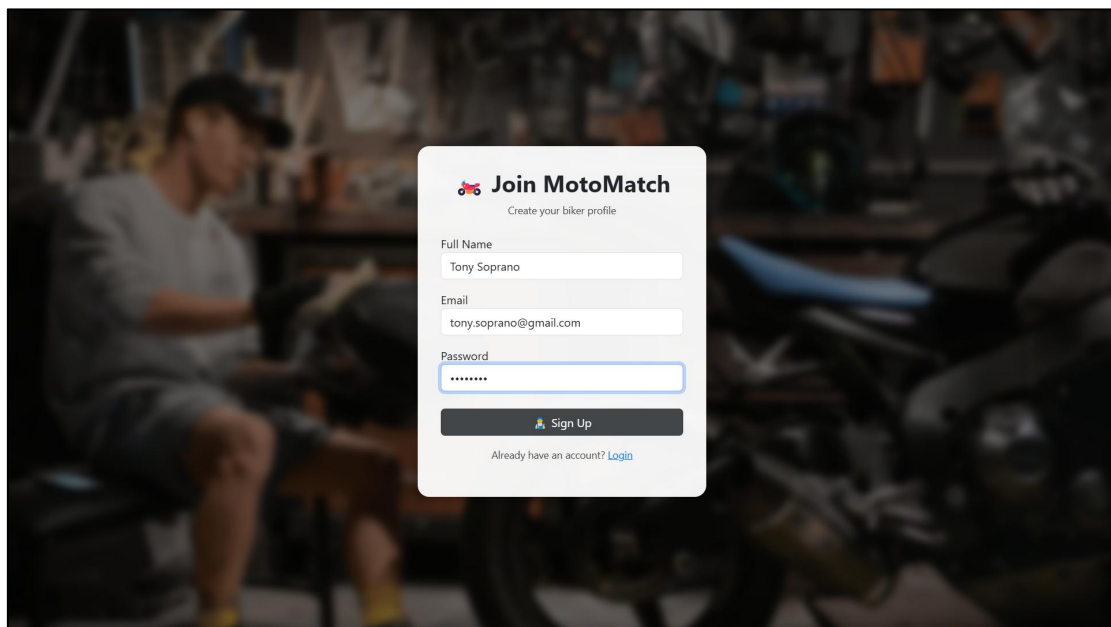 Join MotoMatch
Create your biker profile
Full Name
Tony Soprano
Email
tony.soprano@gmail.com
Password
••••••••
Sign Up
Already have an account? Login